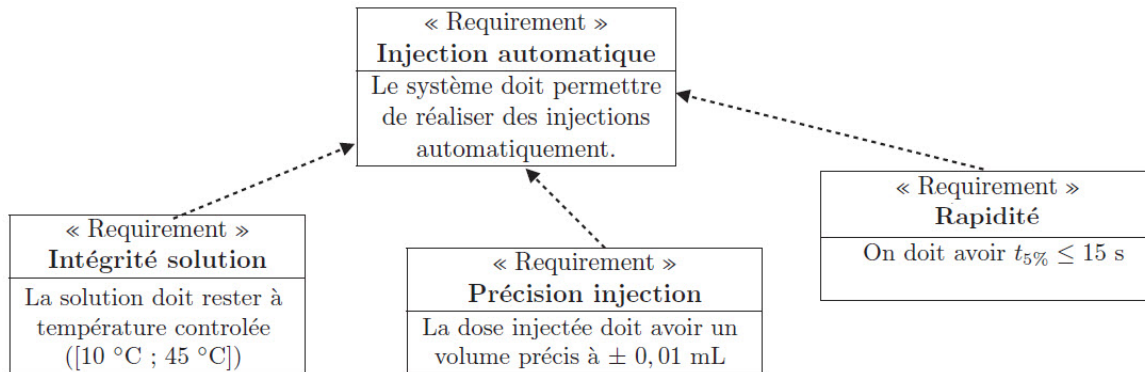 « Requirement »
Injection automatique
Le système doit permettre
de réaliser des injections
automatiquement.
« Requirement »
Intégrité solution
La solution doit rester à
température controlée
([10 °C ; 45 °C])
« Requirement »
Précision injection
La dose injectée doit avoir un
volume précis à ± 0,01 mL
« Requirement »
Rapidité
On doit avoir t5% ≤ 15 s